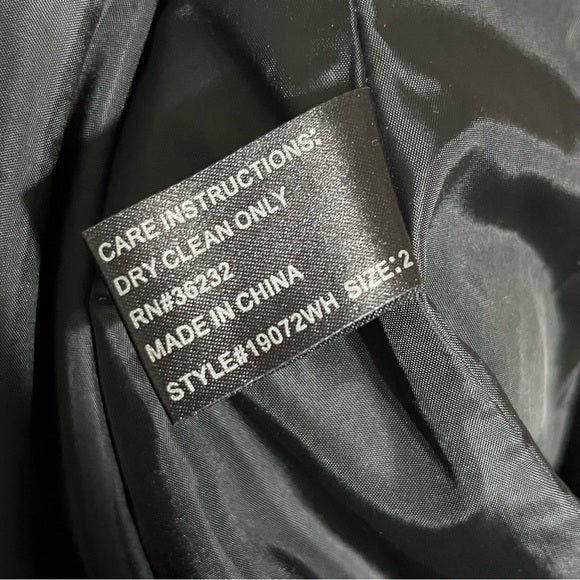 CARE INSTRUCTIONS:
DRY CLEAN ONLY
RN#36232
MADE IN CHINA
STYLE#19072WH SIZE:2